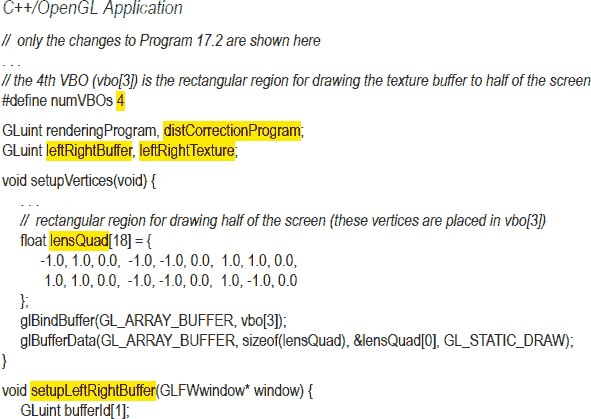 C++/OpenGL Application
// only the changes to Program 17.2 are shown here
. . .
// the 4th VBO (vbo[3]) is the rectangular region for drawing the texture buffer to half of the screen
#define numVBOs 4
GLuint renderingProgram, distCorrectionProgram;
GLuint leftRightBuffer, leftRightTexture;
void setupVertices(void) {
. . .
// rectangular region for drawing half of the screen (these vertices are placed in vbo[3])
float lensQuad[18] = {
-1.0, 1.0, 0.0, -1.0, -1.0, 0.0, 1.0, 1.0, 0.0,
1.0, 1.0, 0.0, -1.0, -1.0, 0.0, 1.0, -1.0, 0.0
};
glBindBuffer(GL_ARRAY_BUFFER, vbo[3]);
glBufferData(GL_ARRAY_BUFFER, sizeof(lensQuad), &lensQuad[0], GL_STATIC_DRAW);
}
void setupLeftRightBuffer(GLFWwindow* window) {
GLuint bufferId[1];